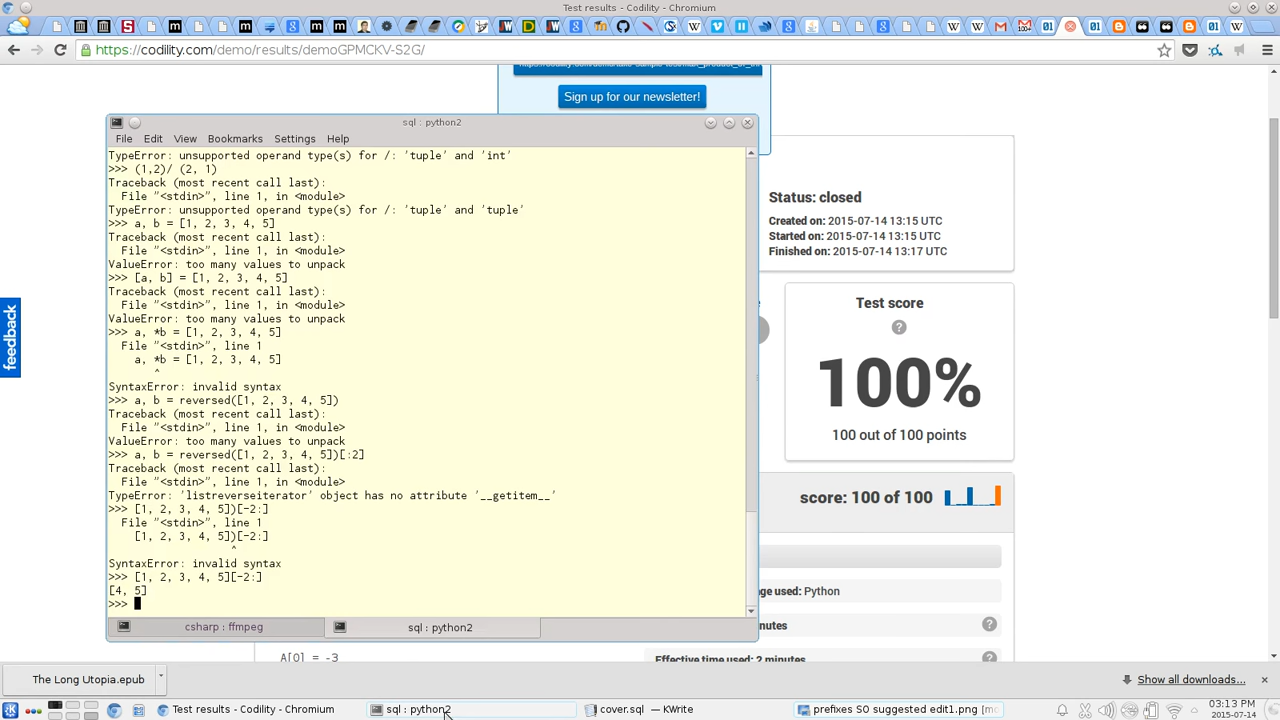 Test results - Codility - Chromium
https://codility.com/demo/results/demoGPMCKV-S2G/
Sign up for our newsletter!
sql : python2
File Edit View Bookmarks Settings Help
TypeError: unsupported operand type(s) for /: 'tuple' and 'int'
>>> (1,2)/ (2, 1)
Traceback (most recent call last):
File "<stdin>", line 1, in <module>
TypeError: unsupported operand type(s) for /: 'tuple' and 'tuple'
>>> a, b = [1, 2, 3, 4, 5]
Traceback (most recent call last):
File "<stdin>", line 1, in <module>
ValueError: too many values to unpack
>>> [a, b] = [1, 2, 3, 4, 5]
Traceback (most recent call last):
File "<stdin>", line 1, in <module>
ValueError: too many values to unpack
>>> a, *b = [1, 2, 3, 4, 5]
File "<stdin>", line 1
a, *b = [1, 2, 3, 4, 5]
^
SyntaxError: invalid syntax
>>> a, b = reversed([1, 2, 3, 4, 5])
Traceback (most recent call last):
File "<stdin>", line 1, in <module>
ValueError: too many values to unpack
>>> a, b = reversed([1, 2, 3, 4, 5])[:2]
Traceback (most recent call last):
File "<stdin>", line 1, in <module>
TypeError: 'listreverseiterator' object has no attribute '__getitem__'
>>> [1, 2, 3, 4, 5])[-2:]
File "<stdin>", line 1
[1, 2, 3, 4, 5])[-2:]
^
SyntaxError: invalid syntax
>>> [1, 2, 3, 4, 5][-2:]
[4, 5]
>>>
csharp : ffmpeg
sql : python2
feedback
Status: closed
Created on: 2015-07-14 13:15 UTC
Started on: 2015-07-14 13:15 UTC
Finished on: 2015-07-14 13:17 UTC
Test score
?
100%
100 out of 100 points
score: 100 of 100
ge used: Python
nutes
?
A[0] = -3
Effective time used: 2 minutes
?
The Long Utopia.epub
Show all downloads...
Test results - Codility - Chromium
sql : python2
cover.sql — KWrite
prefixes SO suggested edit1.png [m
03:13 PM
2015-07-14